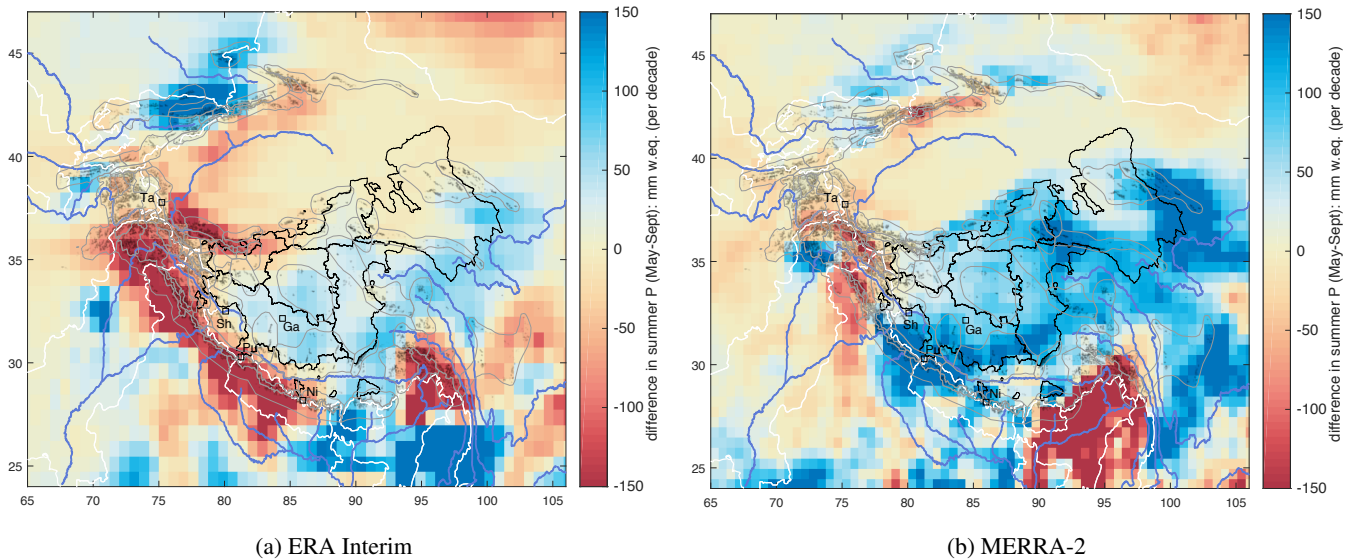 45
40
35
30
25
65 70 75 80 85 90 95 100 105
Ta
Sh
Ga
Pu
Ni
150
100
50
0
-50
-100
-150
difference in summer P (May-Sept): mm w.eq. (per decade)
(a) ERA Interim
45
40
35
30
25
65 70 75 80 85 90 95 100 105
Ta
Sh
Ga
Pu
Ni
150
100
50
0
-50
-100
-150
difference in summer P (May-Sept): mm w.eq. (per decade)
(b) MERRA-2